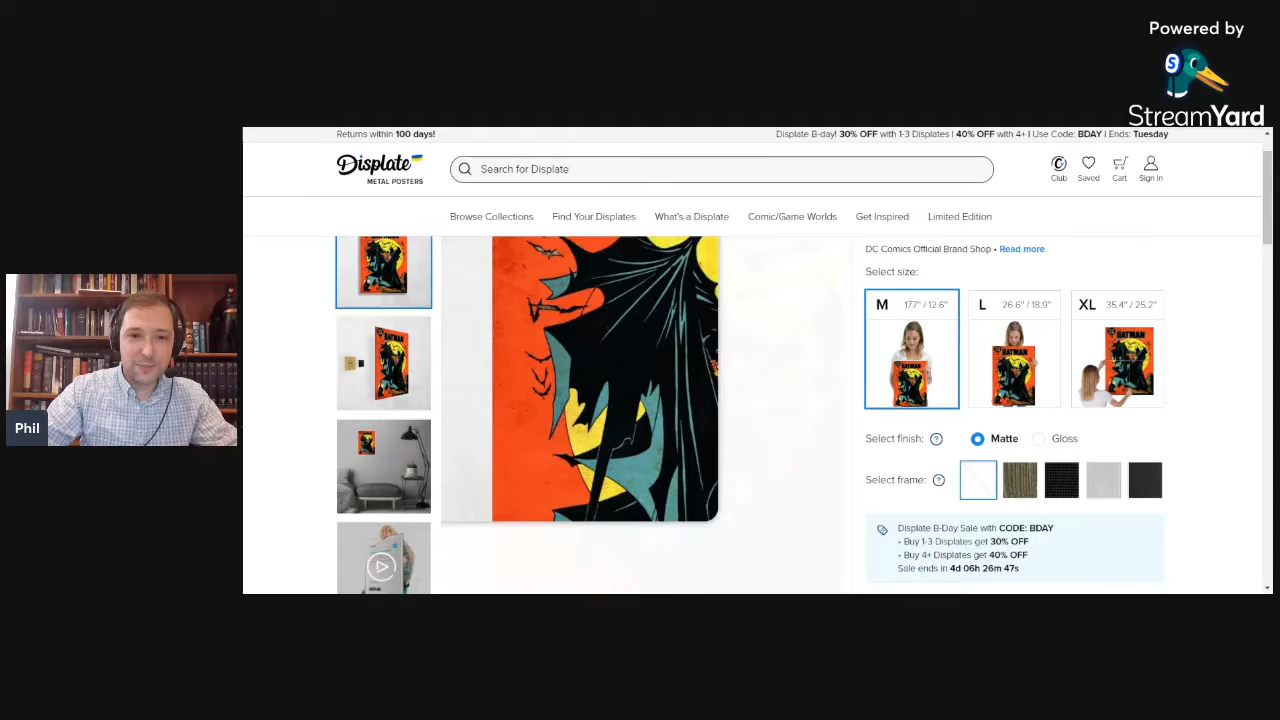 Powered by
S
StreamYard
Returns within 100 days!
Displate B-day! 30% OFF with 1-3 Displates | 40% OFF with 4+ | Use Code: BDAY | Ends: Tuesday
Displate
METAL POSTERS
Search for Displate
Club
Saved
Cart
Sign In
Browse Collections
Find Your Displates
What's a Displate
Comic/Game Worlds
Get Inspired
Limited Edition
DC Comics Official Brand Shop • Read more
Select size:
M 17.7" / 12.6"
L 26.6" / 18.9"
XL 35.4" / 25.2"
BATMAN
BATMAN
BATMAN
BATMAN
Select finish: ?
Matte
Gloss
Select frame: ?
Displate B-Day Sale with CODE: BDAY
• Buy 1-3 Displates get 30% OFF
• Buy 4+ Displates get 40% OFF
Sale ends in 4d 06h 26m 47s
Phil